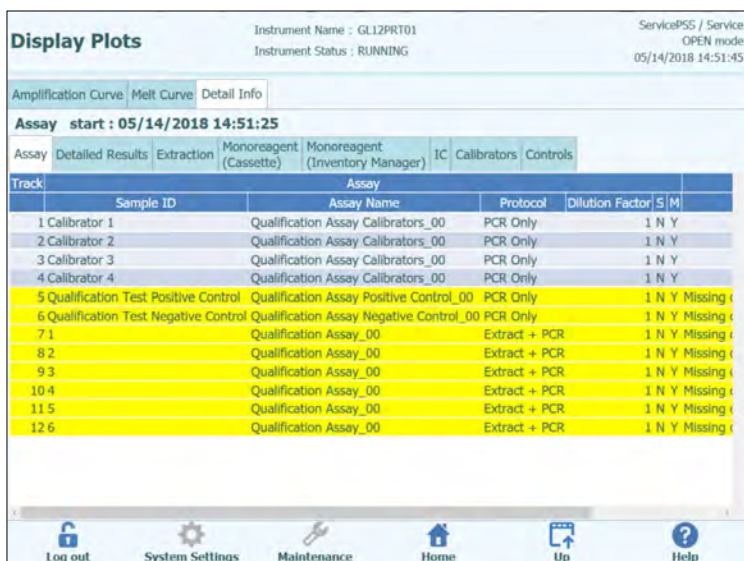 Display Plots
Instrument Name : GL12PRT01
Instrument Status : RUNNING
ServicePSS / Service
OPEN mode
05/14/2018 14:51:45
Amplification Curve Melt Curve Detail Info
Assay start : 05/14/2018 14:51:25
Assay Detailed Results Extraction Monoreagent (Cassette) Monoreagent (Inventory Manager) IC Calibrators Controls
Track Assay
Sample ID Assay Name Protocol Dilution Factor S M
1 Calibrator 1 Qualification Assay Calibrators_00 PCR Only 1 N Y
2 Calibrator 2 Qualification Assay Calibrators_00 PCR Only 1 N Y
3 Calibrator 3 Qualification Assay Calibrators_00 PCR Only 1 N Y
4 Calibrator 4 Qualification Assay Calibrators_00 PCR Only 1 N Y
5 Qualification Test Positive Control Qualification Assay Positive Control_00 PCR Only 1 N Y Missing
6 Qualification Test Negative Control Qualification Assay Negative Control_00 PCR Only 1 N Y Missing
7 1 Qualification Assay_00 Extract + PCR 1 N Y Missing
8 2 Qualification Assay_00 Extract + PCR 1 N Y Missing
9 3 Qualification Assay_00 Extract + PCR 1 N Y Missing
10 4 Qualification Assay_00 Extract + PCR 1 N Y Missing
11 5 Qualification Assay_00 Extract + PCR 1 N Y Missing
12 6 Qualification Assay_00 Extract + PCR 1 N Y Missing
Log out System Settings Maintenance Home Up Help